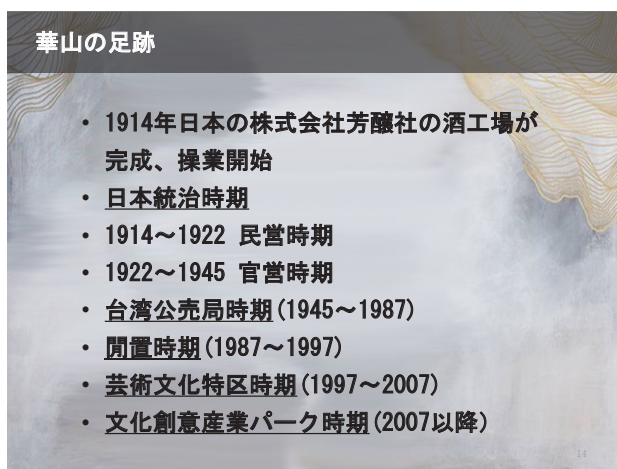 華山の足跡
・ 1914年日本の株式会社芳醸社の酒工場が
完成、操業開始
・ 日本統治時期
・ 1914～1922 民営時期
・ 1922～1945 官営時期
・ 台湾公売局時期(1945～1987)
・ 閒置時期(1987～1997)
・ 芸術文化特区時期(1997～2007)
・ 文化創意産業パーク時期(2007以降)
14